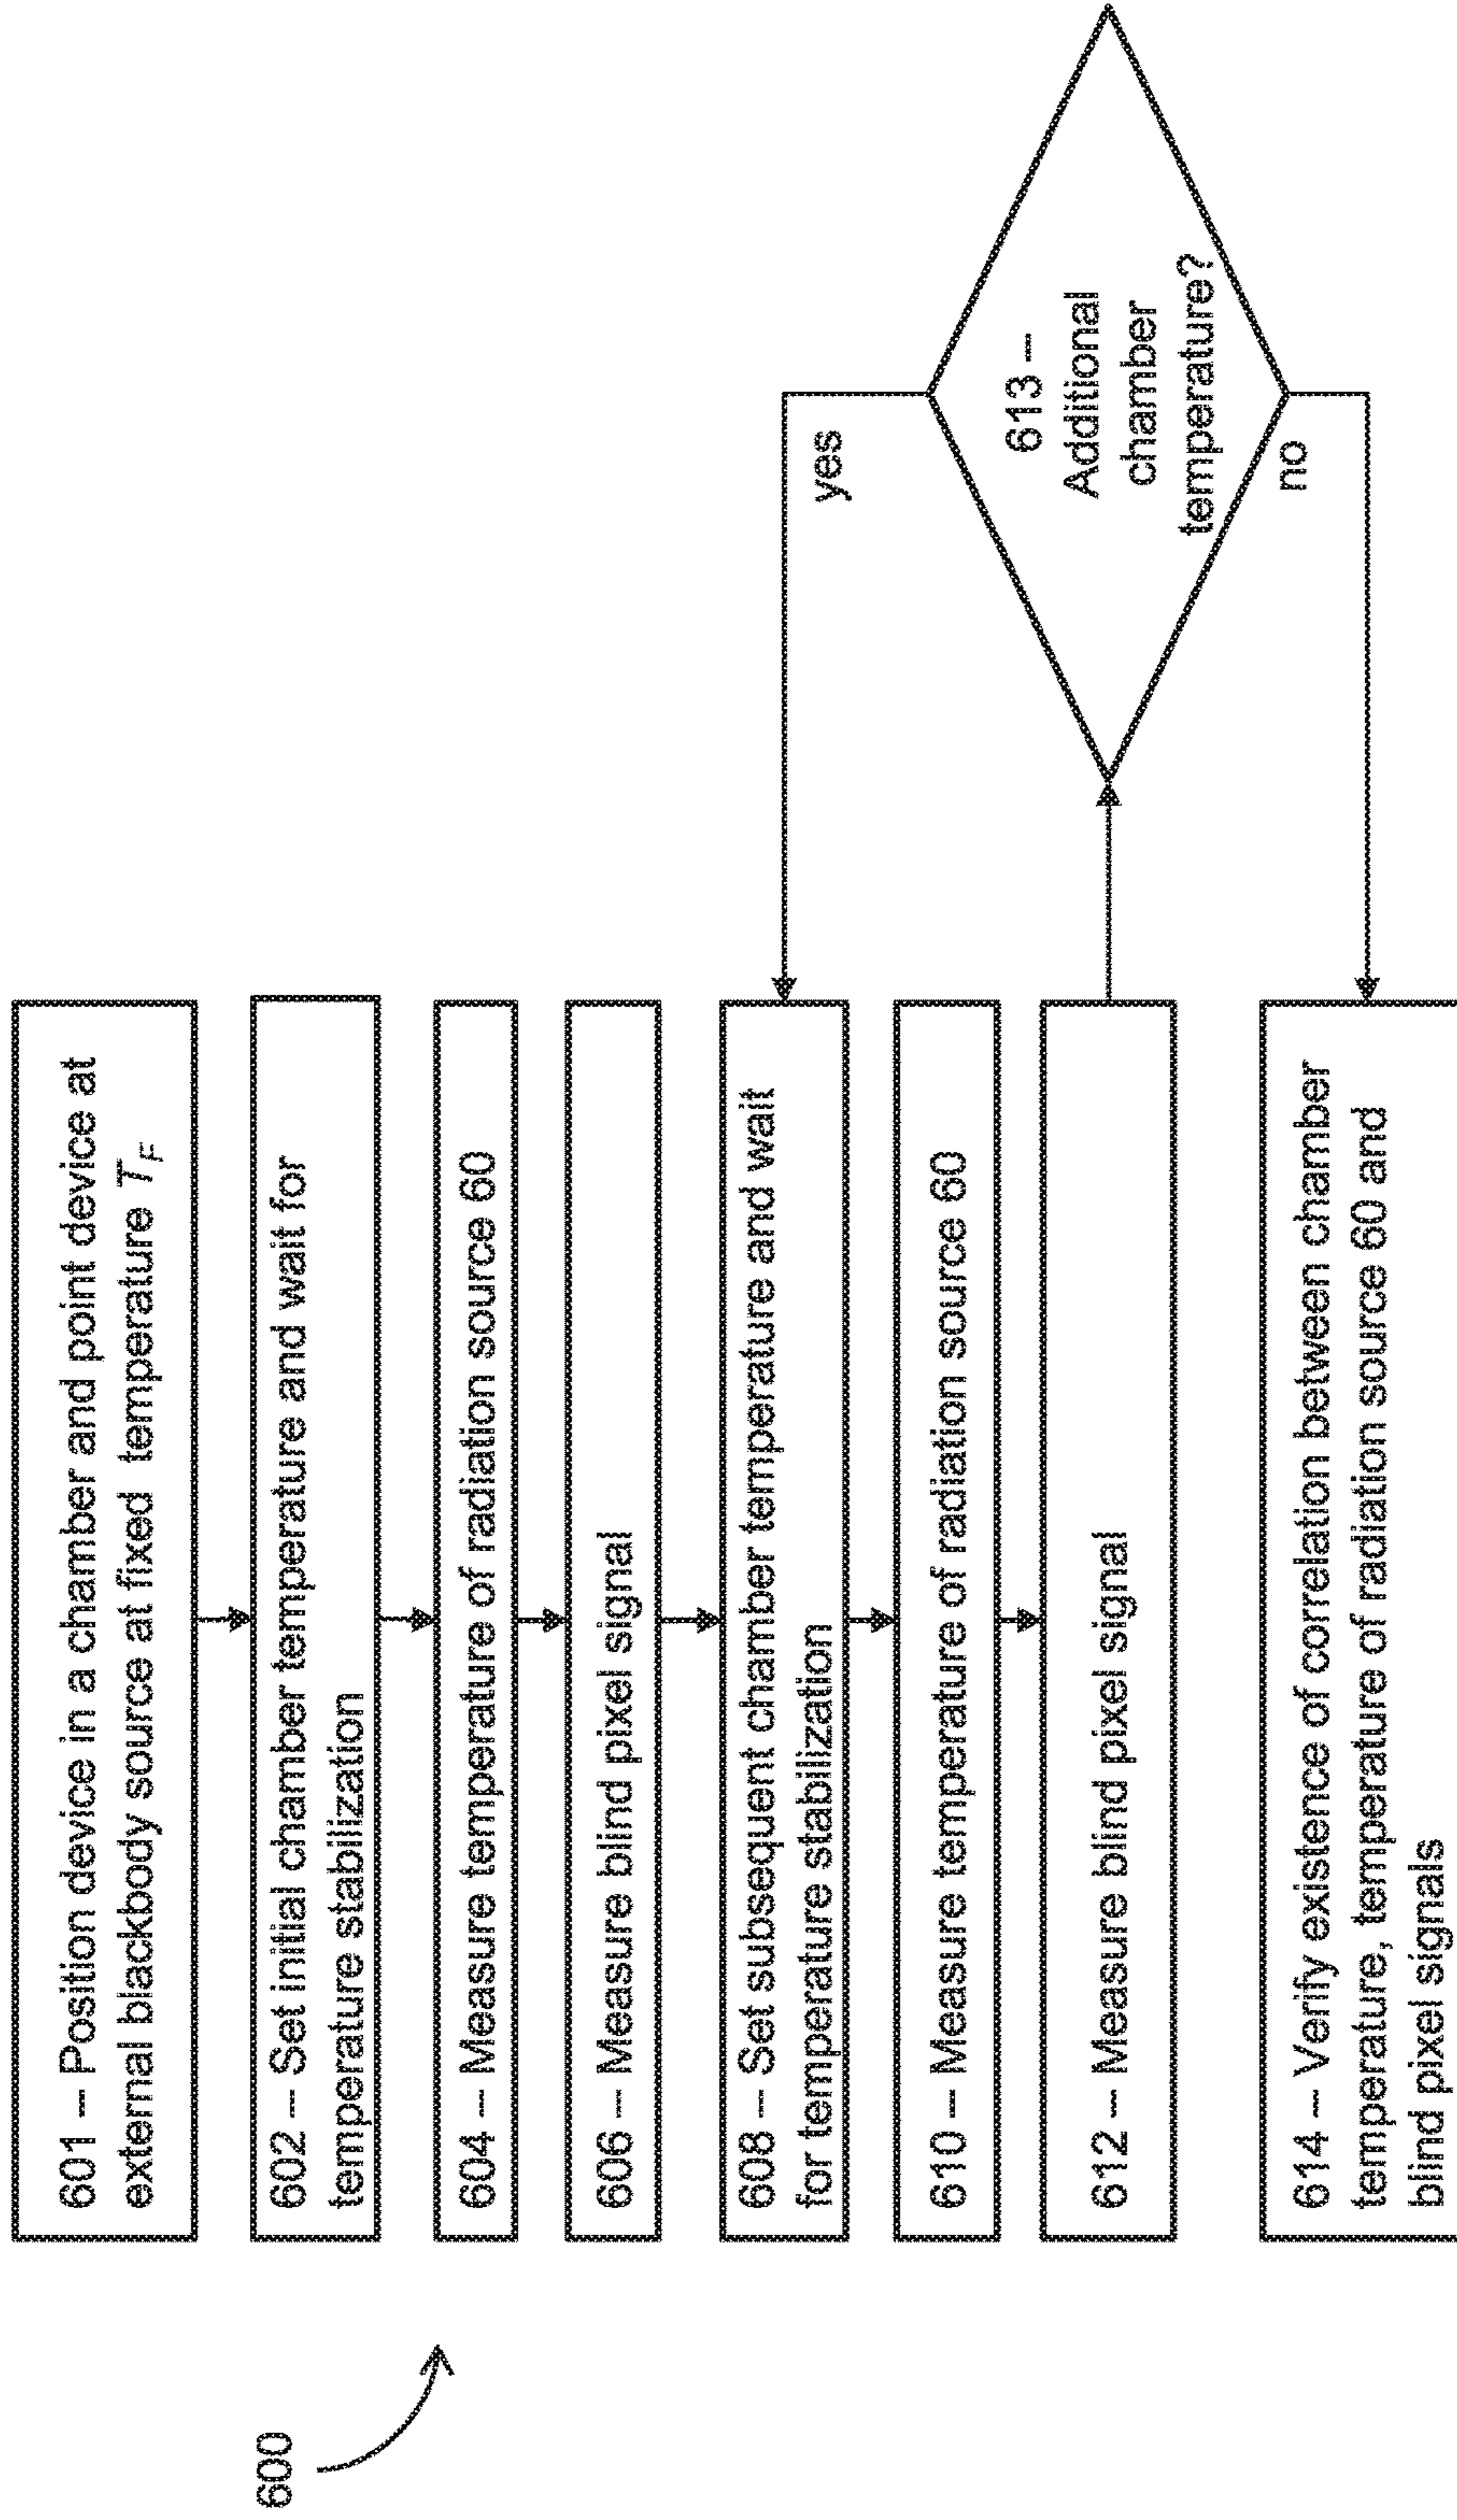 600
601 – Position device in a chamber and point device at
external blackbody source at fixed temperature T_F
602 – Set initial chamber temperature and wait for
temperature stabilization
604 – Measure temperature of radiation source 60
606 – Measure blind pixel signal
608 – Set subsequent chamber temperature and wait
for temperature stabilization
610 – Measure temperature of radiation source 60
612 – Measure blind pixel signal
613 –
Additional
chamber
temperature?
yes
no
614 – Verify existence of correlation between chamber
temperature, temperature of radiation source 60 and
blind pixel signals